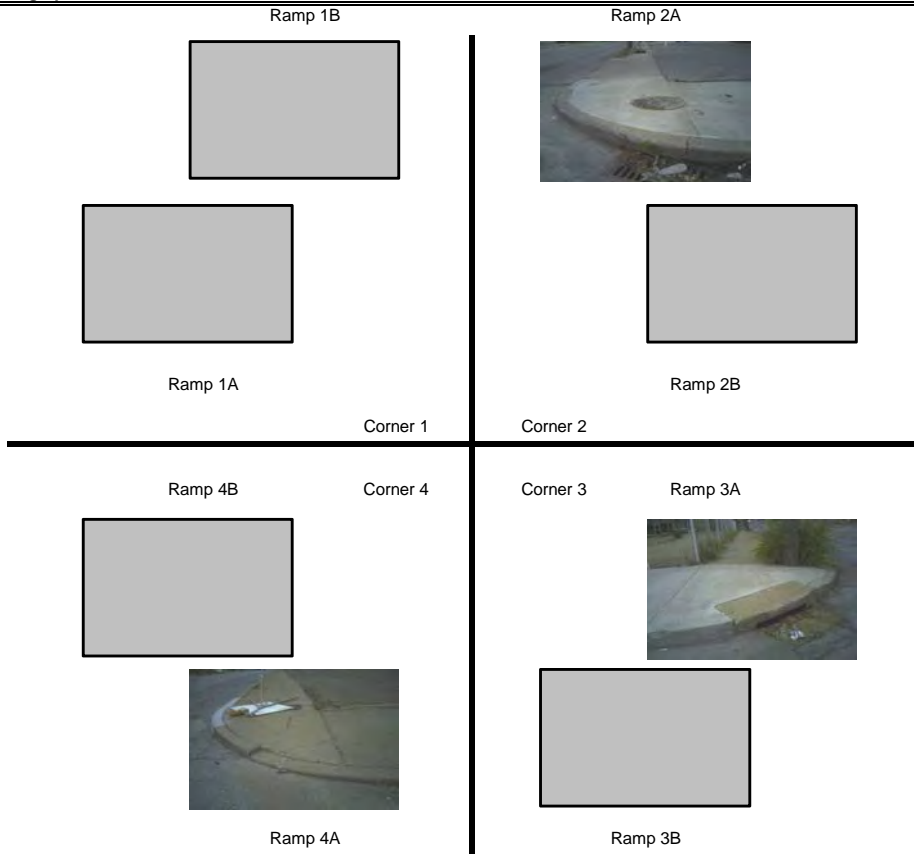 Ramp 1B
Ramp 2A
Ramp 1A
Ramp 2B
Corner 1
Corner 2
Ramp 4B
Corner 4
Corner 3
Ramp 3A
Ramp 4A
Ramp 3B